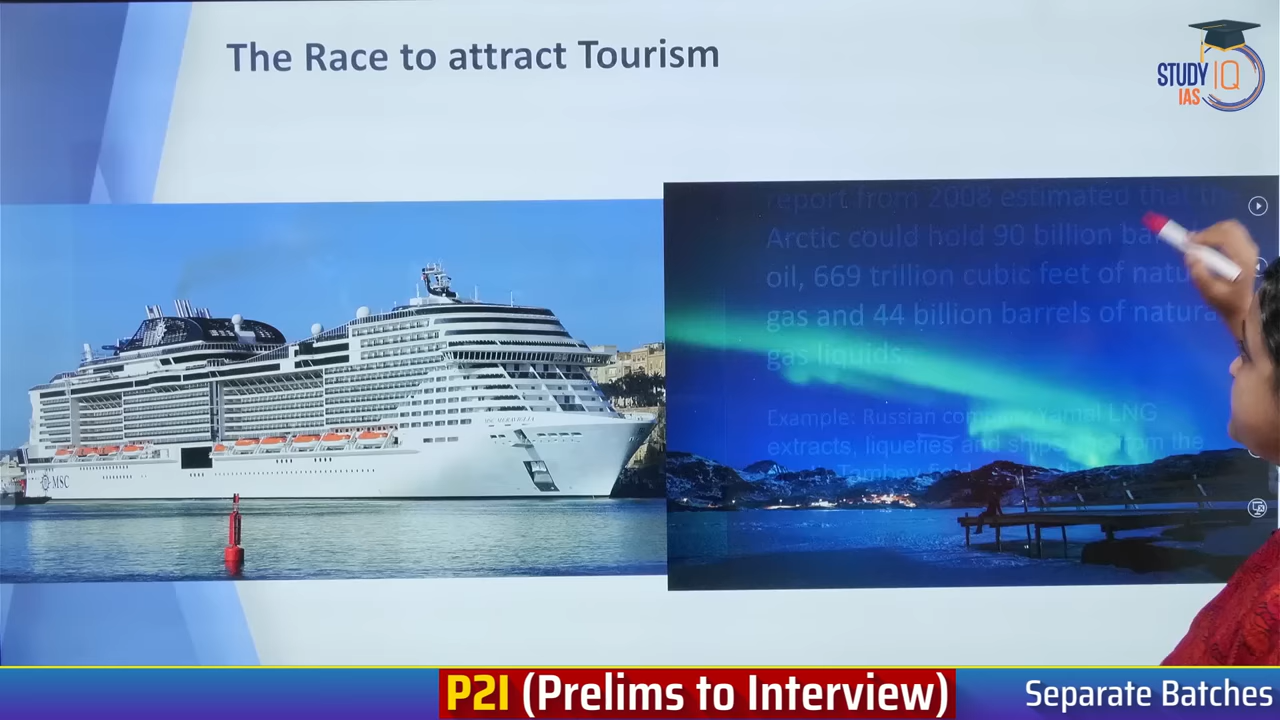 The Race to attract Tourism
STUDY IQ
IAS
report from 2008 estimated that
Arctic could hold 90 billion
oil, 669 trillion cubic feet of
gas and 44 billion barrels of
gas liquids.
Example: Russian company Yamal LNG
extracts, liquefies and ships from the
MSC
P2I (Prelims to Interview)
Separate Batches